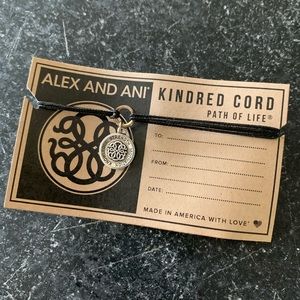 ALEX AND ANI®
KINDRED CORD
PATH OF LIFE®
TO:
FROM:
DATE:
MADE IN AMERICA WITH LOVE®